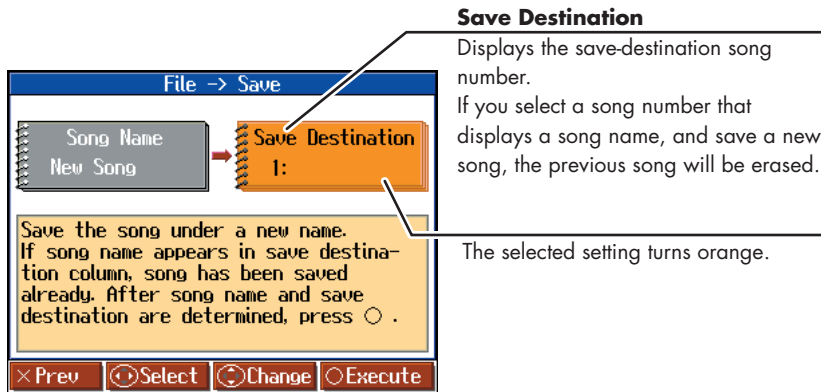 Save Destination
Displays the save-destination song
number.
If you select a song number that
displays a song name, and save a new
song, the previous song will be erased.
File -> Save
Song Name
New Song
Save Destination
1:
The selected setting turns orange.
Save the song under a new name.
If song name appears in save destina-
tion column, song has been saved
already. After song name and save
destination are determined, press ○ .
×Prev Select Change ○Execute